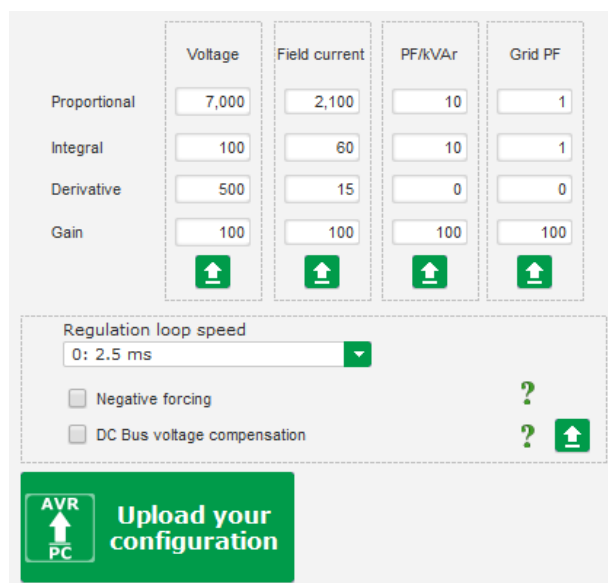 Voltage Field current PF/kVAr Grid PF
Proportional 7,000 2,100 10 1
Integral 100 60 10 1
Derivative 500 15 0 0
Gain 100 100 100 100
Regulation loop speed
0: 2.5 ms
Negative forcing ?
DC Bus voltage compensation ?
AVR
PC
Upload your
configuration